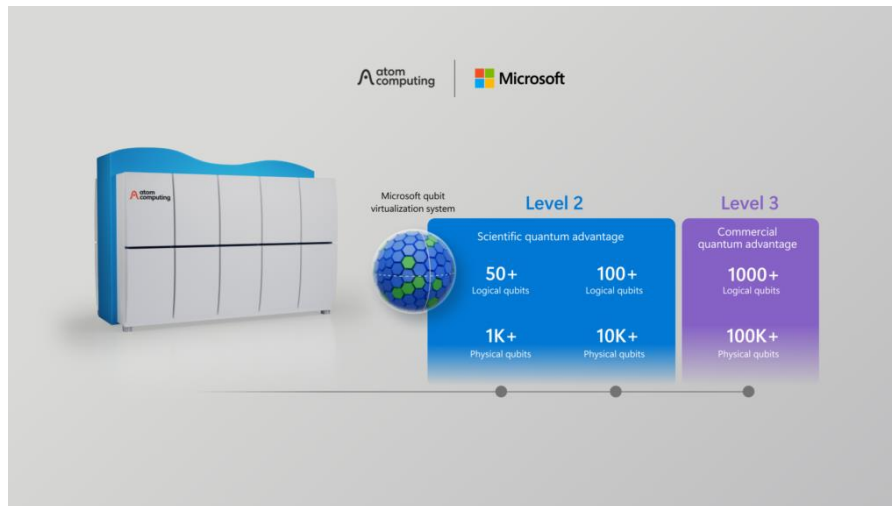 atom
computing
Microsoft
atom
computing
Microsoft qubit
virtualization system
Level 2
Scientific quantum advantage
50+
Logical qubits
100+
Logical qubits
1K+
Physical qubits
10K+
Physical qubits
Level 3
Commercial
quantum advantage
1000+
Logical qubits
100K+
Physical qubits